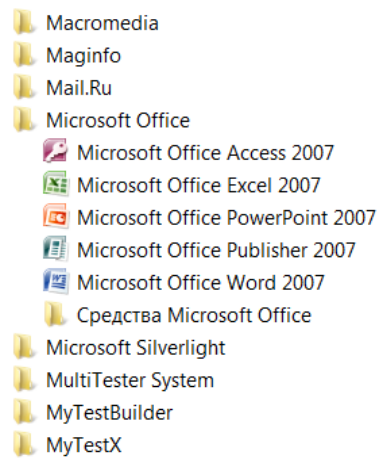 Macromedia
Maginfo
Mail.Ru
Microsoft Office
Microsoft Office Access 2007
Microsoft Office Excel 2007
Microsoft Office PowerPoint 2007
Microsoft Office Publisher 2007
Microsoft Office Word 2007
Средства Microsoft Office
Microsoft Silverlight
MultiTester System
MyTestBuilder
MyTestX